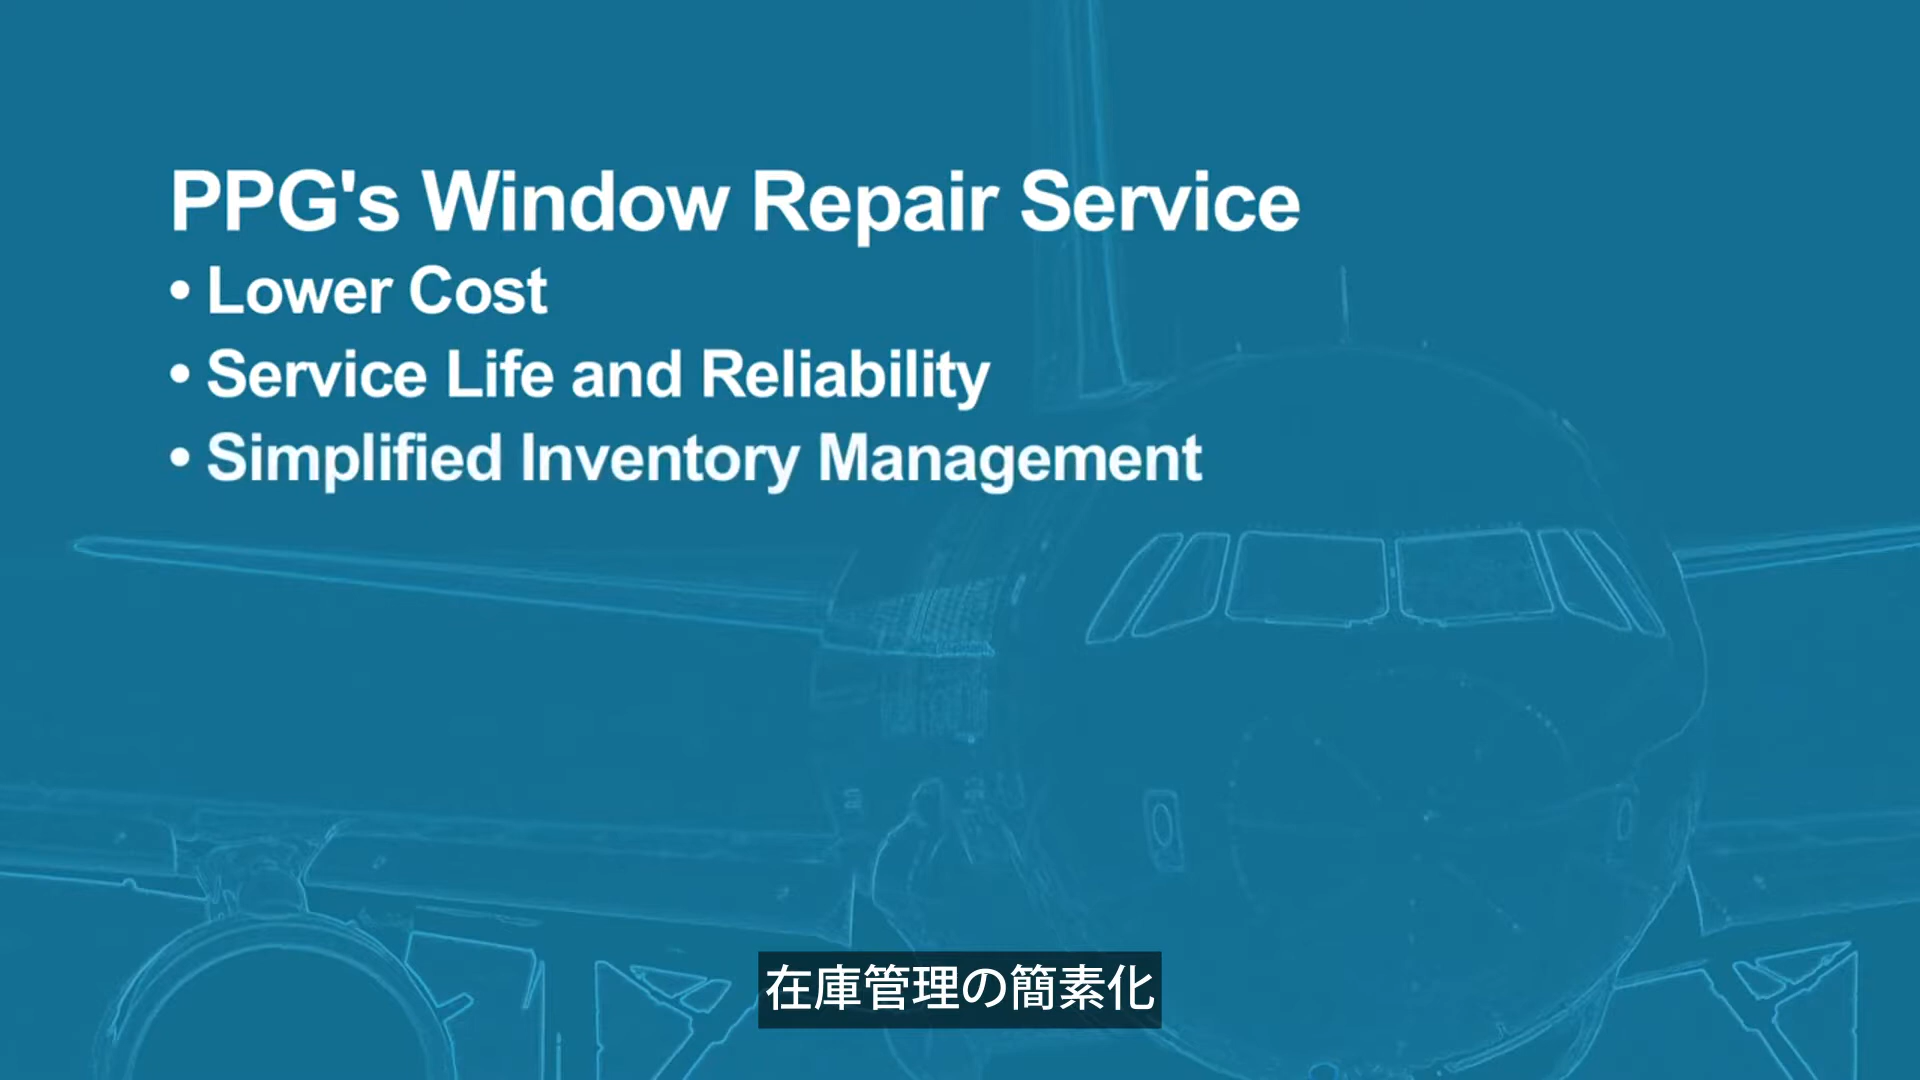 PPG's Window Repair Service
• Lower Cost
• Service Life and Reliability
• Simplified Inventory Management
在庫管理の簡素化